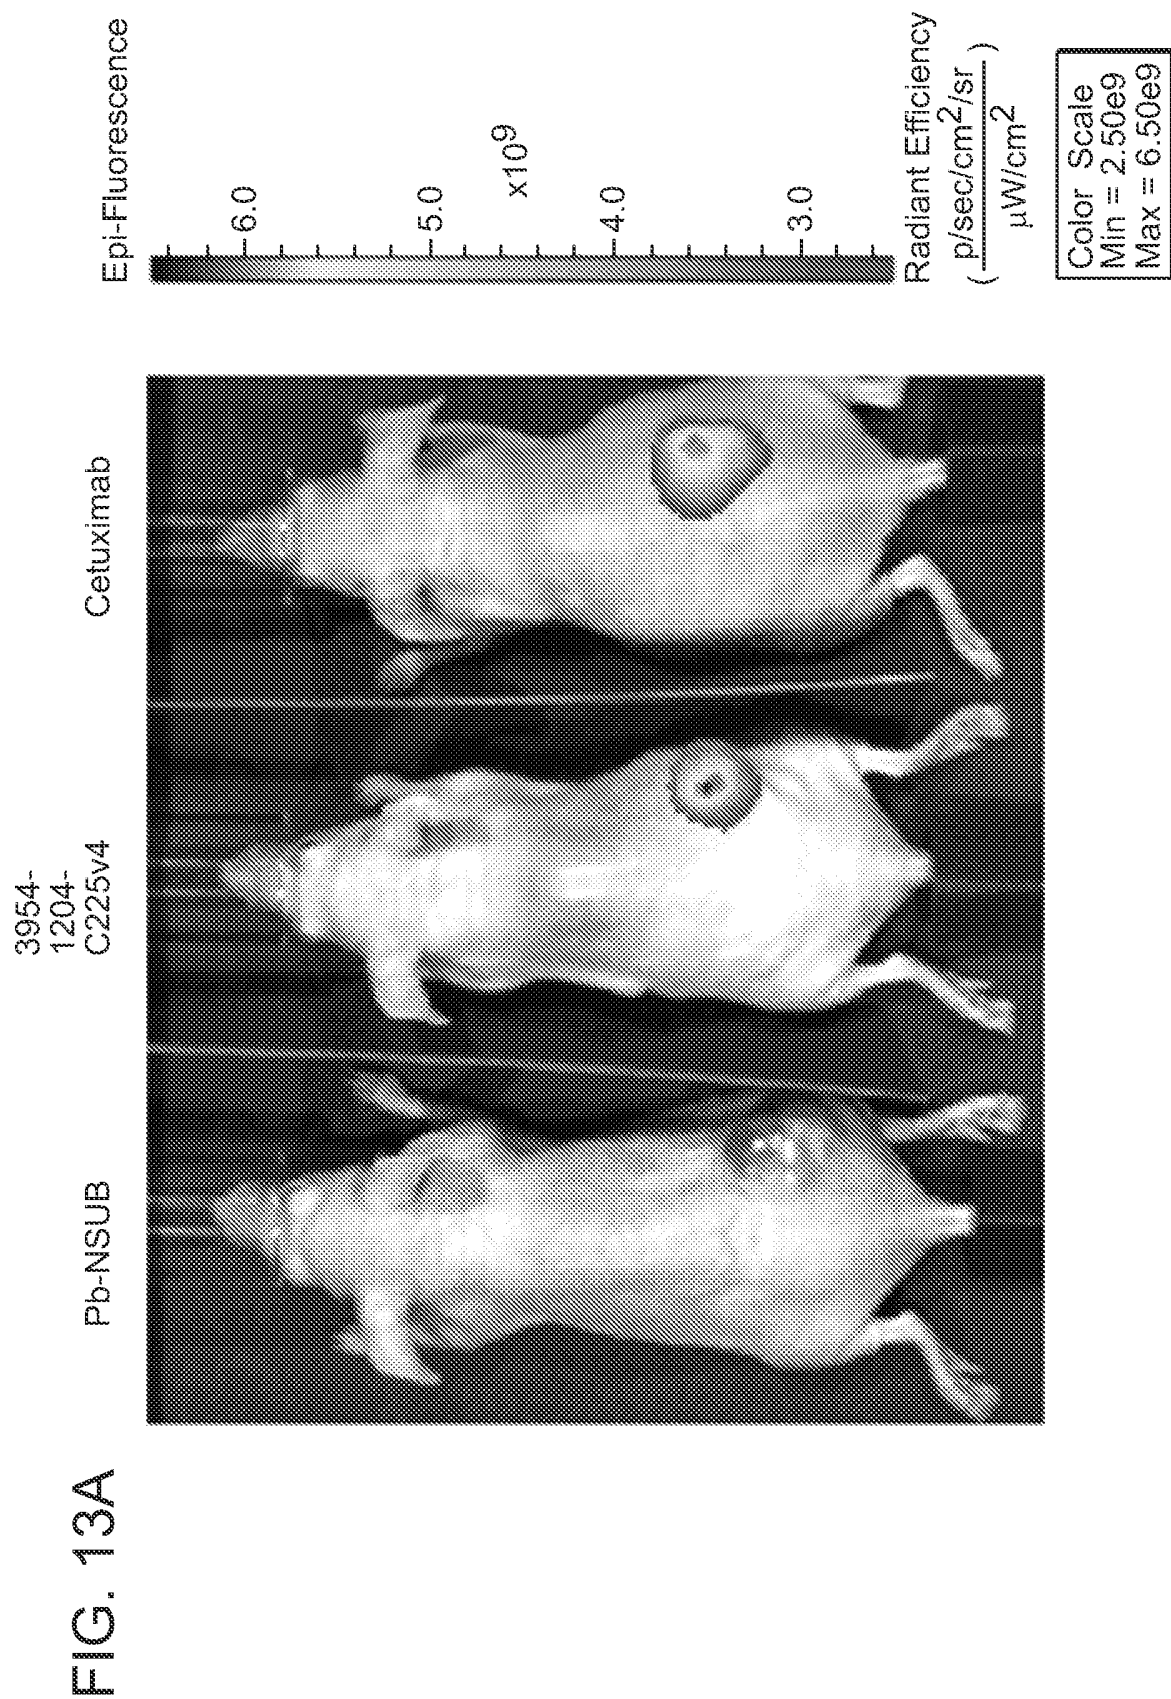 FIG. 13A
Pb-NSUB
3954-
1204-
C225v4
Cetuximab
Epi-Fluorescence
6.0
5.0
x10⁹
4.0
3.0
Radiant Efficiency
( p/sec/cm²/sr )
µW/cm²
Color Scale
Min = 2.50e9
Max = 6.50e9